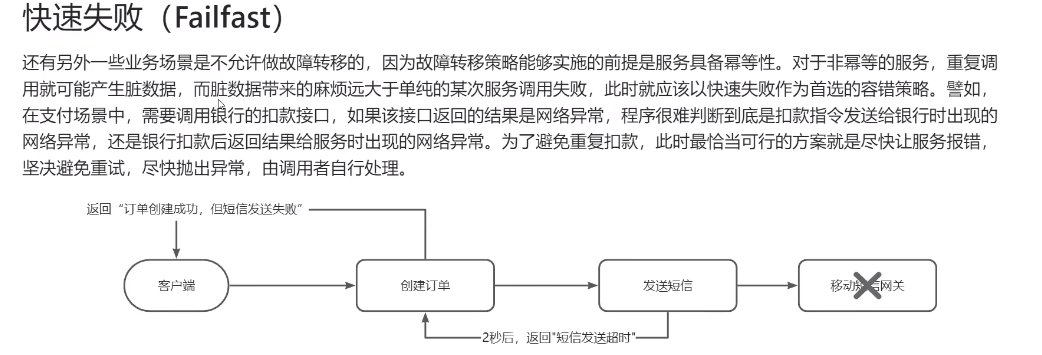 快速失败（Failfast）
还有另外一些业务场景是不允许做故障转移的，因为故障转移策略能够实施的前提是服务具备幂等性。对于非幂等的服务，重复调
用就可能产生脏数据，而脏数据带来的麻烦远大于单纯的某次服务调用失败，此时就应该以快速失败作为首选的容错策略。譬如，
在支付场景中，需要调用银行的扣款接口，如果该接口返回的结果是网络异常，程序很难判断到底是扣款指令发送给银行时出现的
网络异常，还是银行扣款后返回结果给服务时出现的网络异常。为了避免重复扣款，此时最恰当可行的方案就是尽快让服务报错，
坚决避免重试，尽快抛出异常，由调用者自行处理。
返回“订单创建成功，但短信发送失败”
客户端
创建订单
发送短信
移动短信网关
2秒后，返回"短信发送超时"